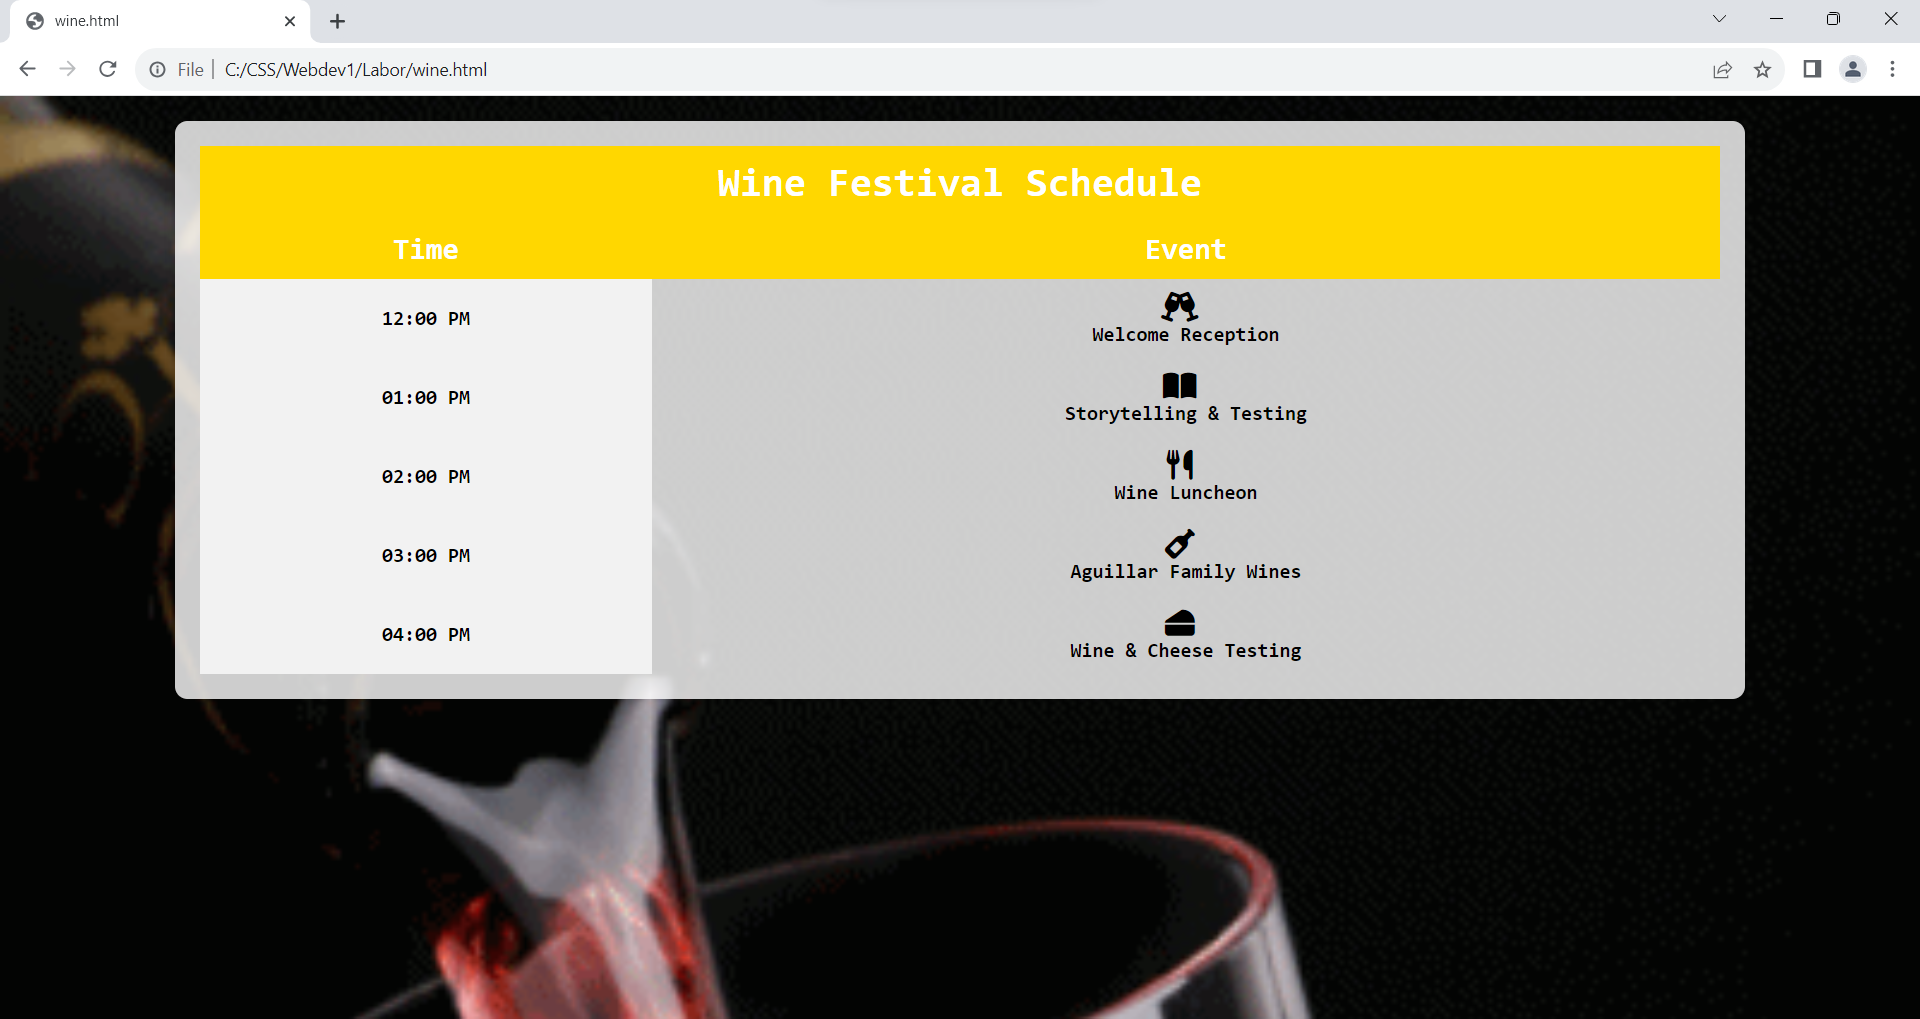 wine.html
File
C:/CSS/Webdev1/Labor/wine.html
Wine Festival Schedule
Time Event
12:00 PM
Welcome Reception
01:00 PM
Storytelling & Testing
02:00 PM
Wine Luncheon
03:00 PM
Aguillar Family Wines
04:00 PM
Wine & Cheese Testing